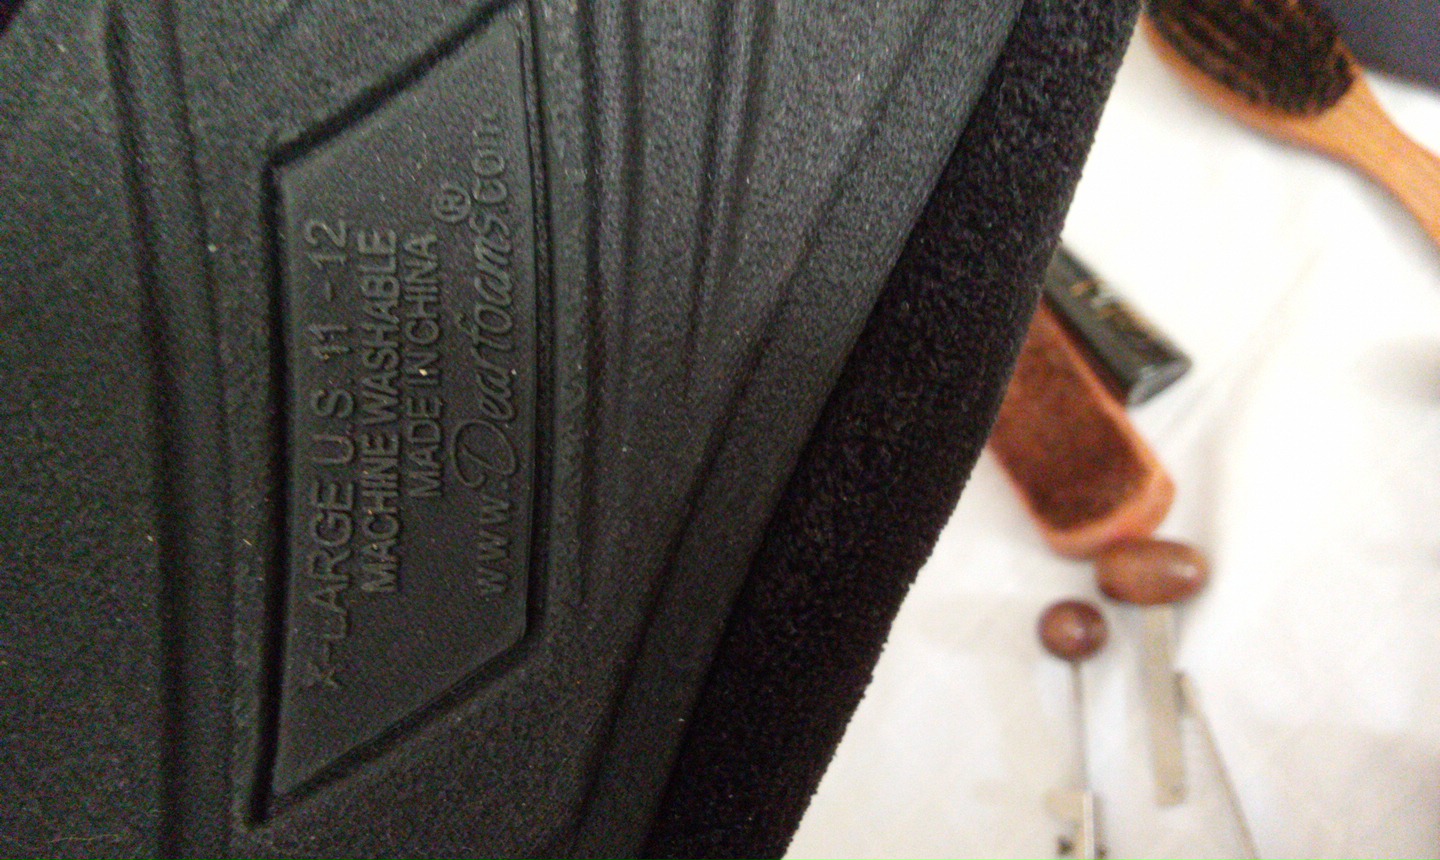 X-LARGE U.S. 11 - 12
MACHINE WASHABLE
MADE IN CHINA
www.Dearfoams.com ®